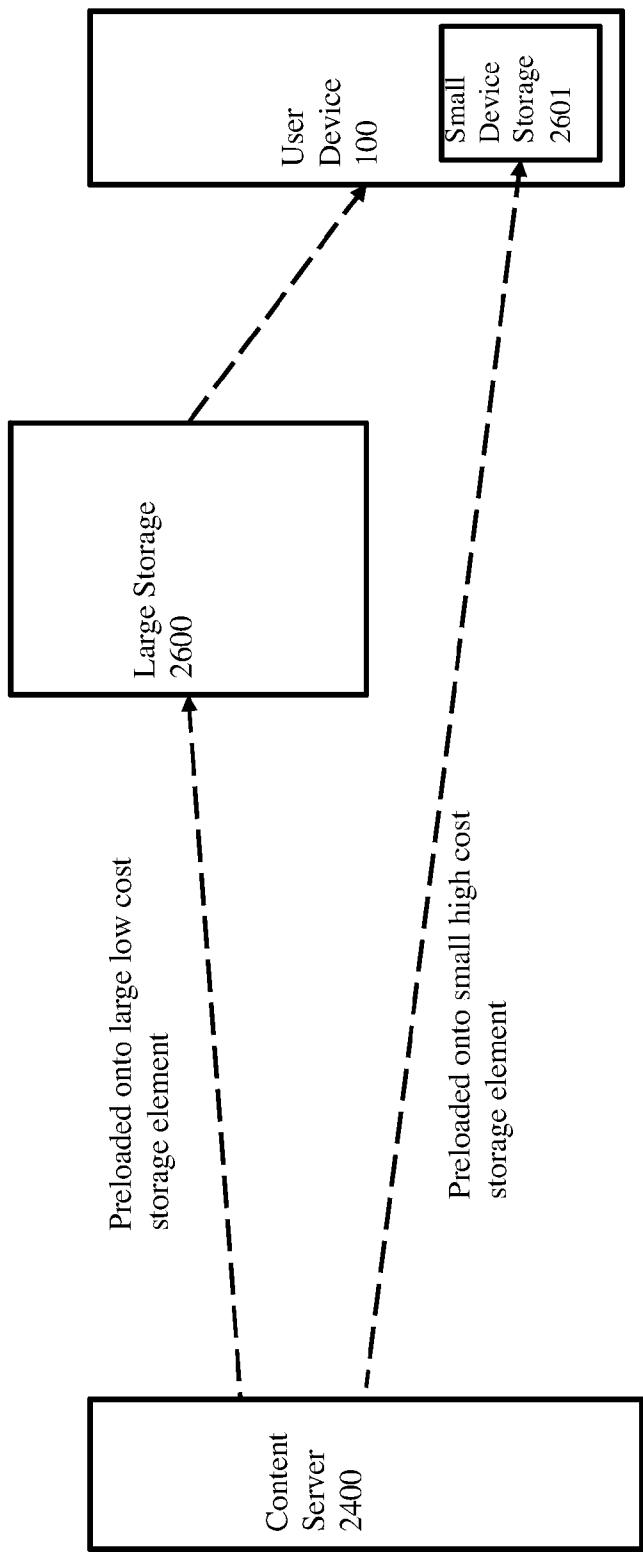 Content
Server
2400
Preloaded onto large low cost
storage element
Preloaded onto small high cost
storage element
Large Storage
2600
User
Device
100
Small
Device
Storage
2601